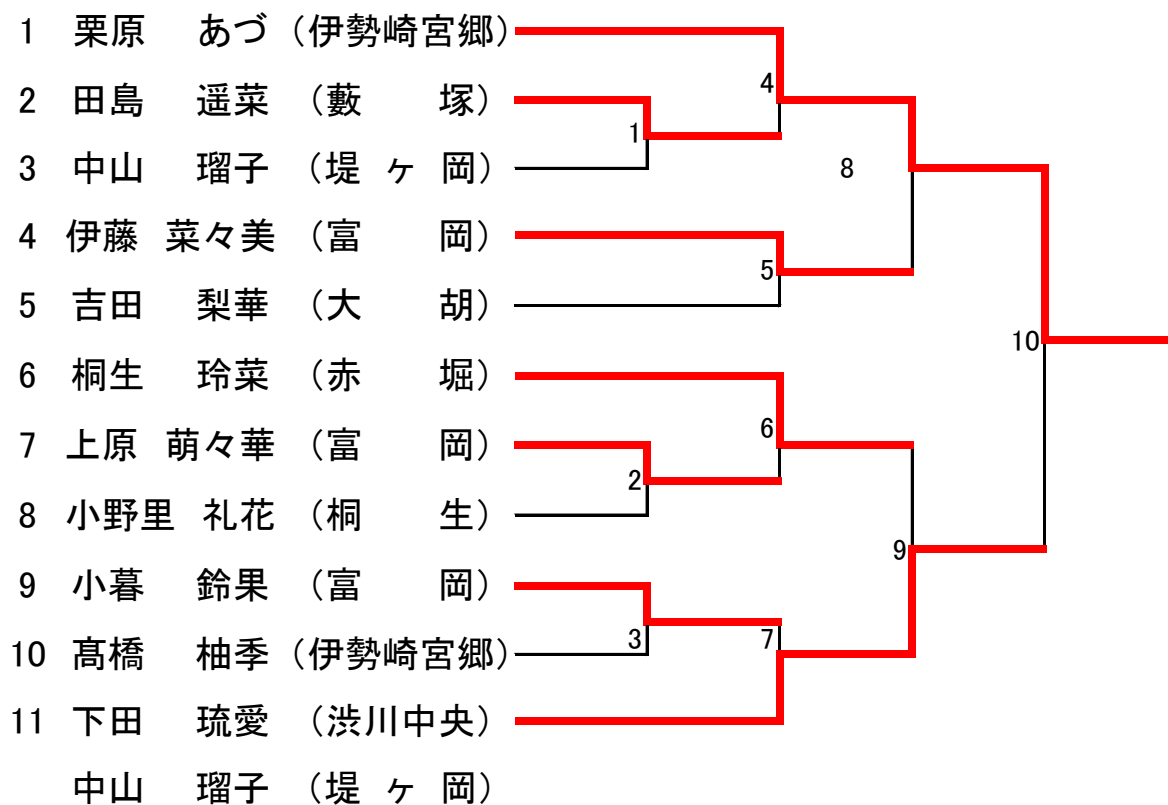 1 栗原 あづ（伊勢崎宮郷）
4
2 田島 遥菜（藪 塚）
1
3 中山 瑠子（堤 ヶ 岡）
8
4 伊藤 菜々美（富 岡）
5
5 吉田 梨華（大 胡）
10
6 桐生 玲菜（赤 堀）
6
7 上原 萌々華（富 岡）
2
8 小野里 礼花（桐 生）
9
9 小暮 鈴果（富 岡）
3 7
10 髙橋 柚季（伊勢崎宮郷）
11 下田 琉愛（渋川中央）
中山 瑠子（堤 ヶ 岡）